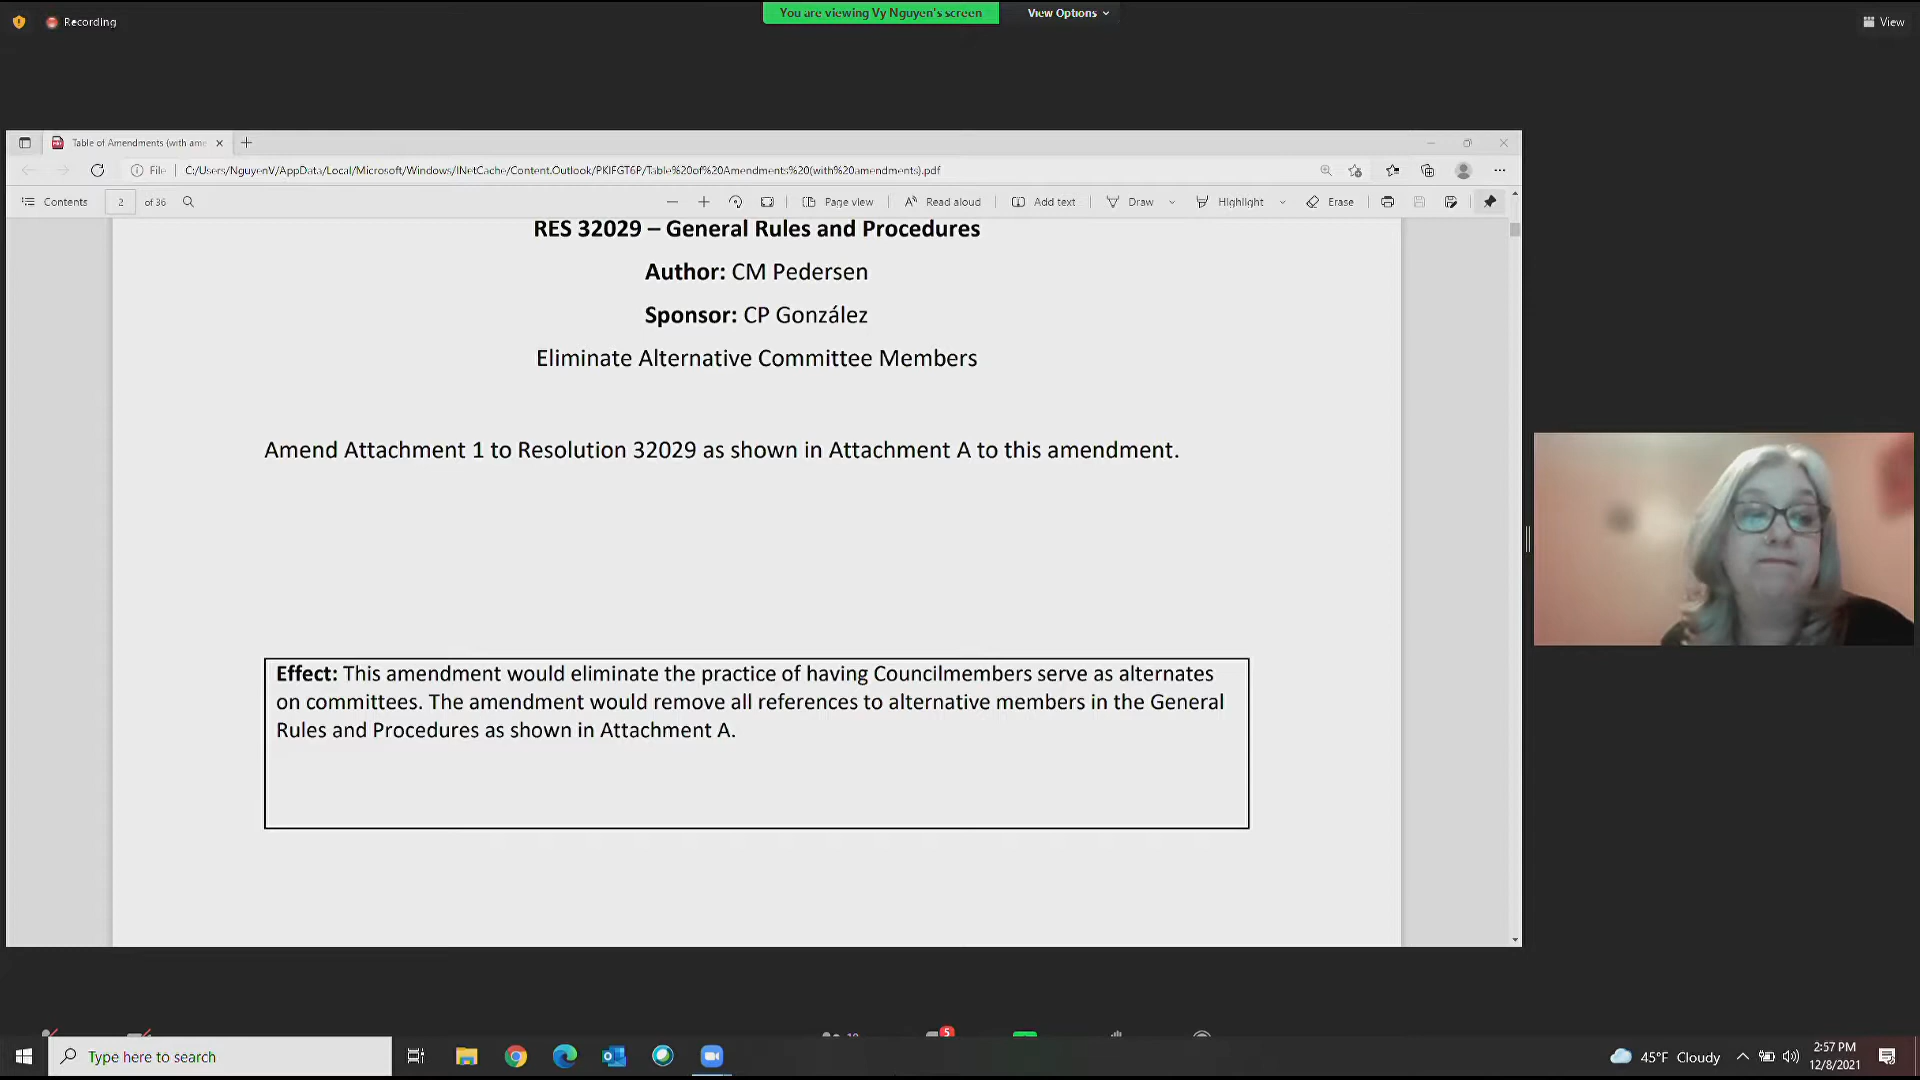 Recording
You are viewing Vy Nguyen's screen
View Options
View
Table of Amendments (with ame
File
C:/Users/NguyenV/AppData/Local/Microsoft/Windows/INetCache/Content.Outlook/PKIFGT6P/Table%20of%20Amendments%20(with%20amendments).pdf
Contents 2 of 36 Page view Read aloud Add text Draw Highlight Erase
RES 32029 – General Rules and Procedures
Author: CM Pedersen
Sponsor: CP González
Eliminate Alternative Committee Members
Amend Attachment 1 to Resolution 32029 as shown in Attachment A to this amendment.
Effect: This amendment would eliminate the practice of having Councilmembers serve as alternates
on committees. The amendment would remove all references to alternative members in the General
Rules and Procedures as shown in Attachment A.
5
Type here to search
45°F Cloudy
2:57 PM
12/8/2021